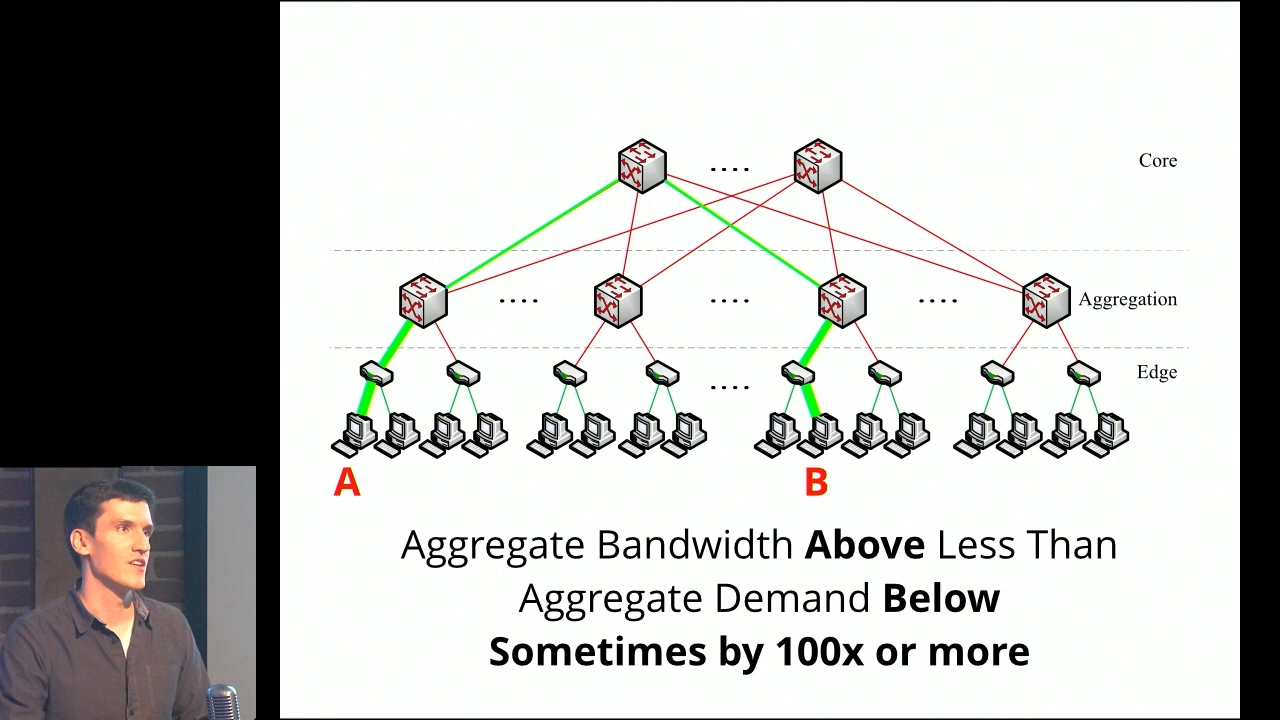 Core
Aggregation
Edge
A B
Aggregate Bandwidth Above Less Than
Aggregate Demand Below
Sometimes by 100x or more